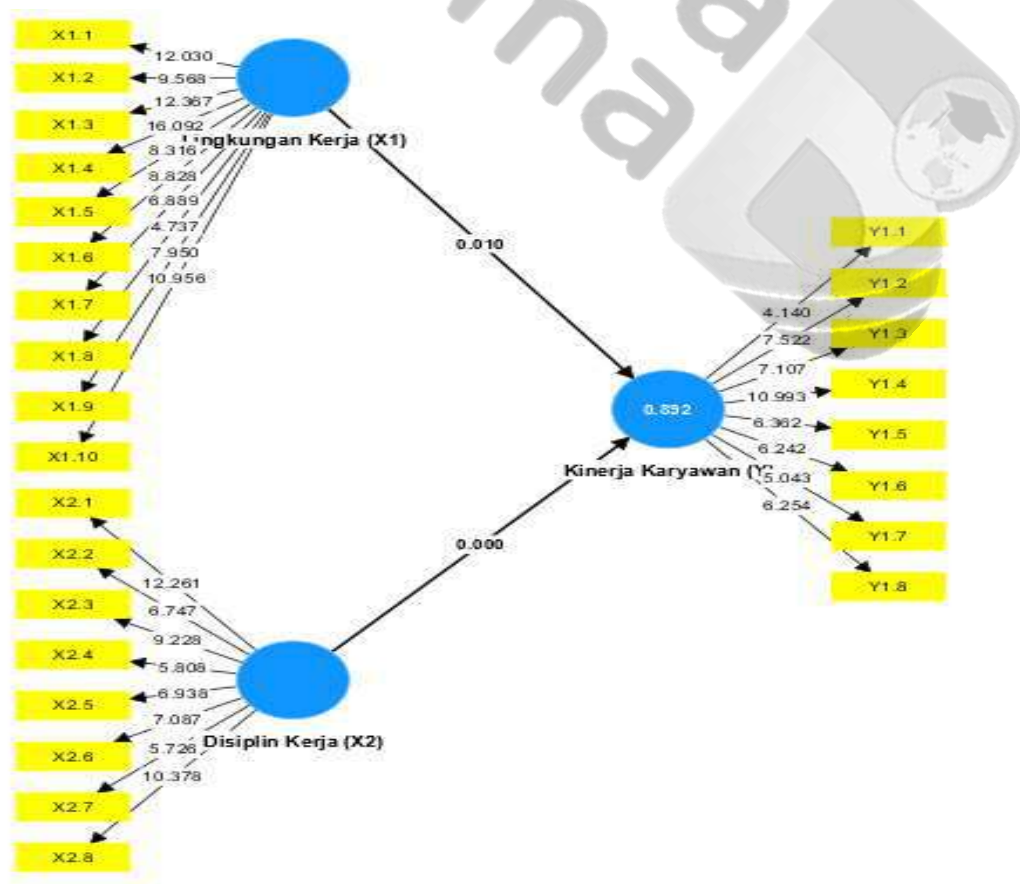 X1.1
X1.2
X1.3
X1.4
X1.5
X1.6
X1.7
X1.8
X1.9
X1.10
12.030
9.568
12.367
16.092
8.316
8.828
6.889
4.737
7.950
10.956
Lingkungan Kerja (X1)
0.010
X2.1
X2.2
X2.3
X2.4
X2.5
X2.6
X2.7
X2.8
12.261
6.747
9.228
5.808
6.938
7.087
5.726
10.378
Disiplin Kerja (X2)
0.000
0.892
Kinerja Karyawan (Y)
4.140
7.522
7.107
10.993
6.362
6.242
5.043
6.254
Y1.1
Y1.2
Y1.3
Y1.4
Y1.5
Y1.6
Y1.7
Y1.8